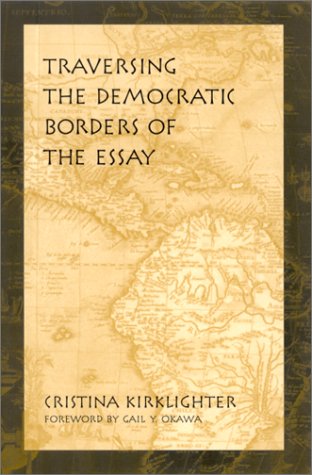 TRAVERSING
THE DEMOCRATIC
BORDERS OF
THE ESSAY
CRISTINA KIRKLIGHTER
FOREWORD BY GAIL Y. OKAWA